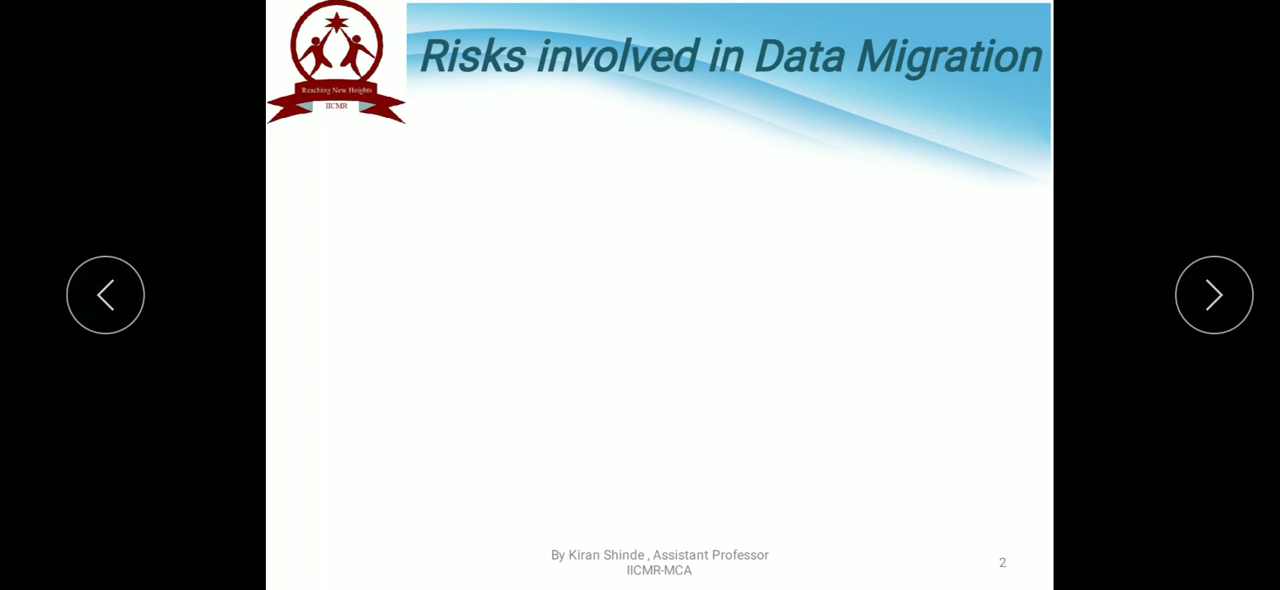 Risks involved in Data Migration
Reaching New Heights
IICMR
By Kiran Shinde , Assistant Professor
IICMR-MCA
2